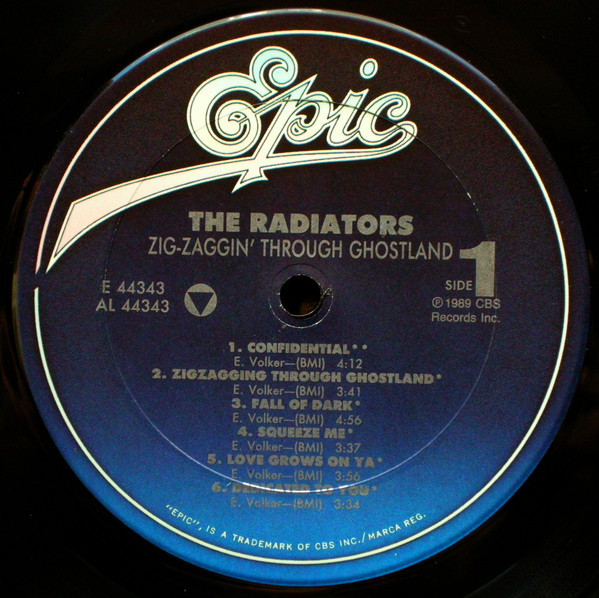 Epic
THE RADIATORS
ZIG-ZAGGIN' THROUGH GHOSTLAND
E 44343
AL 44343
SIDE 1
℗ 1989 CBS
Records Inc.
1. CONFIDENTIAL**
E. Volker—(BMI) 4:12
2. ZIGZAGGING THROUGH GHOSTLAND*
E. Volker—(BMI) 3:41
3. FALL OF DARK*
E. Volker—(BMI) 4:56
4. SQUEEZE ME*
E. Volker—(BMI) 3:37
5. LOVE GROWS ON YA*
E. Volker—(BMI) 3:56
6. DEDICATED TO YOU*
E. Volker—(BMI) 3:34
"EPIC", IS A TRADEMARK OF CBS INC./MARCA REG.